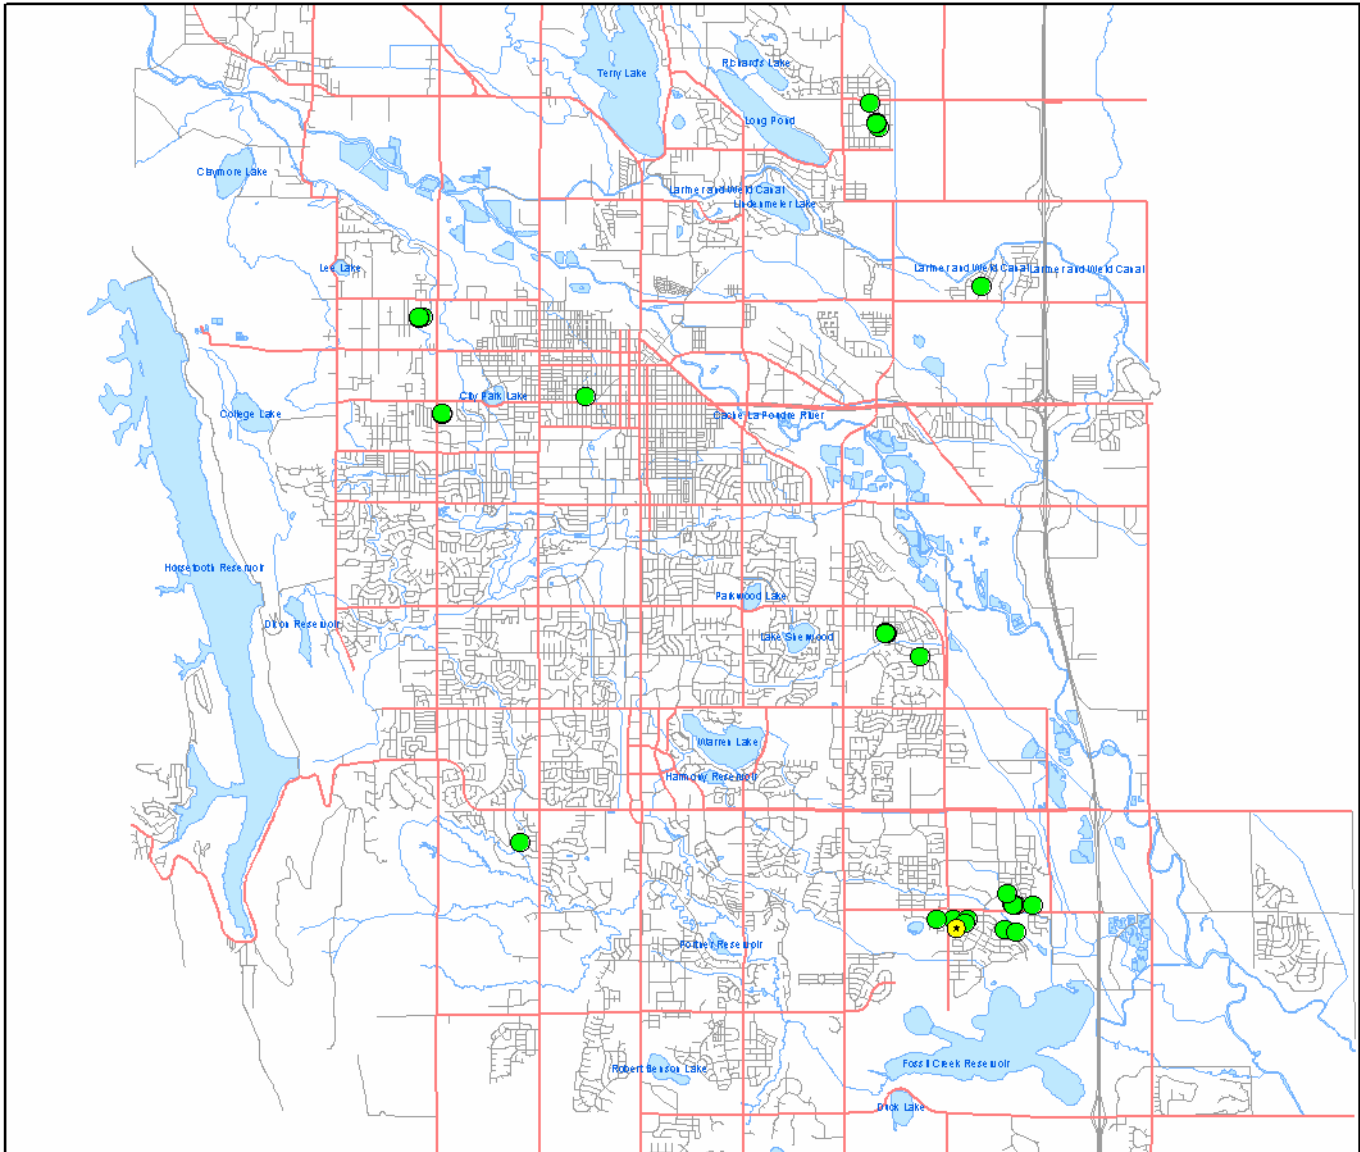 Terry Lake
Richards Lake
Long Pond
Claymore Lake
Larimer and Weld Canal
Lindenmeier Lake
Lee Lake
Larimer and Weld Canal
Larimer and Weld Canal
City Park Lake
College Lake
Cache La Poudre River
Horsetooth Reservoir
Parkwood Lake
Dixon Reservoir
Lake Sherwood
Warren Lake
Harmony Reservoir
Portner Reservoir
Fossil Creek Reservoir
Robert Benson Lake
Duck Lake